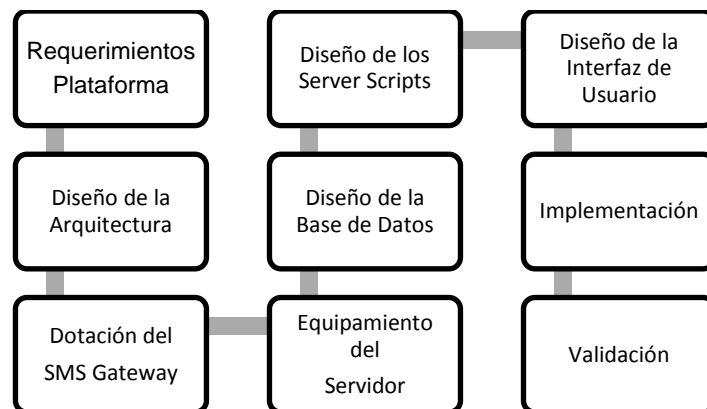 Requerimientos
Plataforma
Diseño de la
Arquitectura
Dotación del
SMS Gateway
Equipamiento
del
Servidor
Diseño de la
Base de Datos
Diseño de los
Server Scripts
Diseño de la
Interfaz de
Usuario
Implementación
Validación